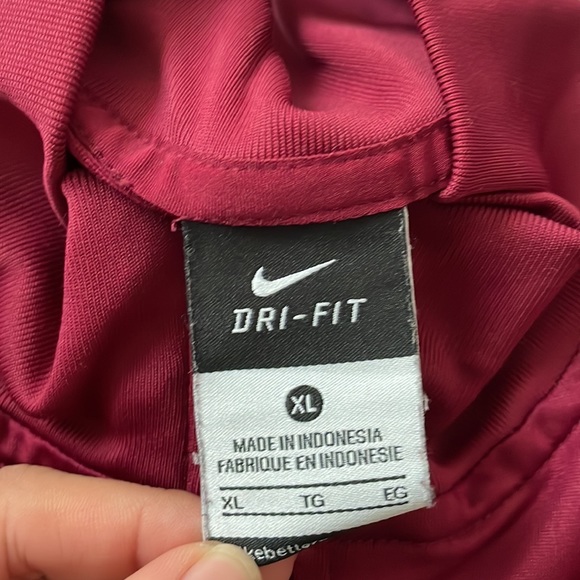 DRI-FIT
XL
MADE IN INDONESIA
FABRIQUE EN INDONESIE
XL TG EG